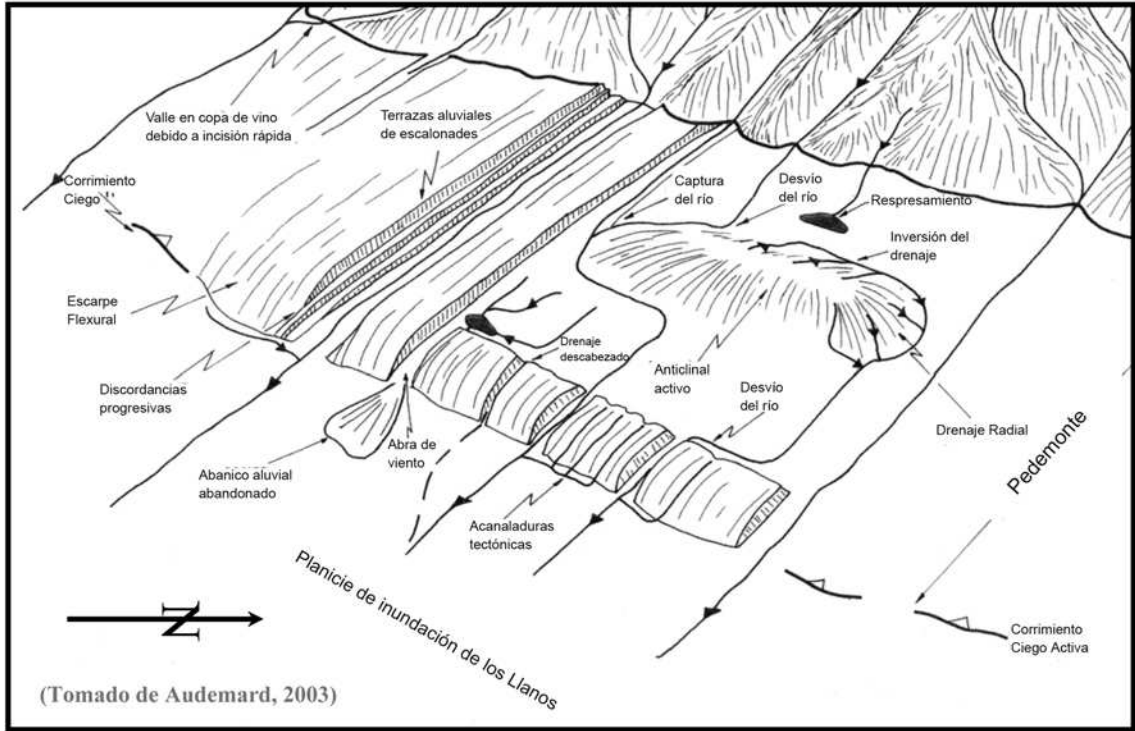 Valle en copa de vino
debido a incisión rápida
Terrazas aluviales
de escalonades
Corrimiento
Ciego
Captura
del río
Desvio
del río
Respresamiento
Inversión del
drenaje
Escarpe
Flexural
Drenaje
descabezado
Discordancias
progresivas
Anticlinal
activo
Desvio
del río
Drenaje Radial
Abra de
viento
Abanico aluvial
abandonado
Acanaladuras
tectónicas
Pedemonte
Planicie de inundación de los Llanos
N
Corrimiento
Ciego Activa
(Tomado de Audemard, 2003)